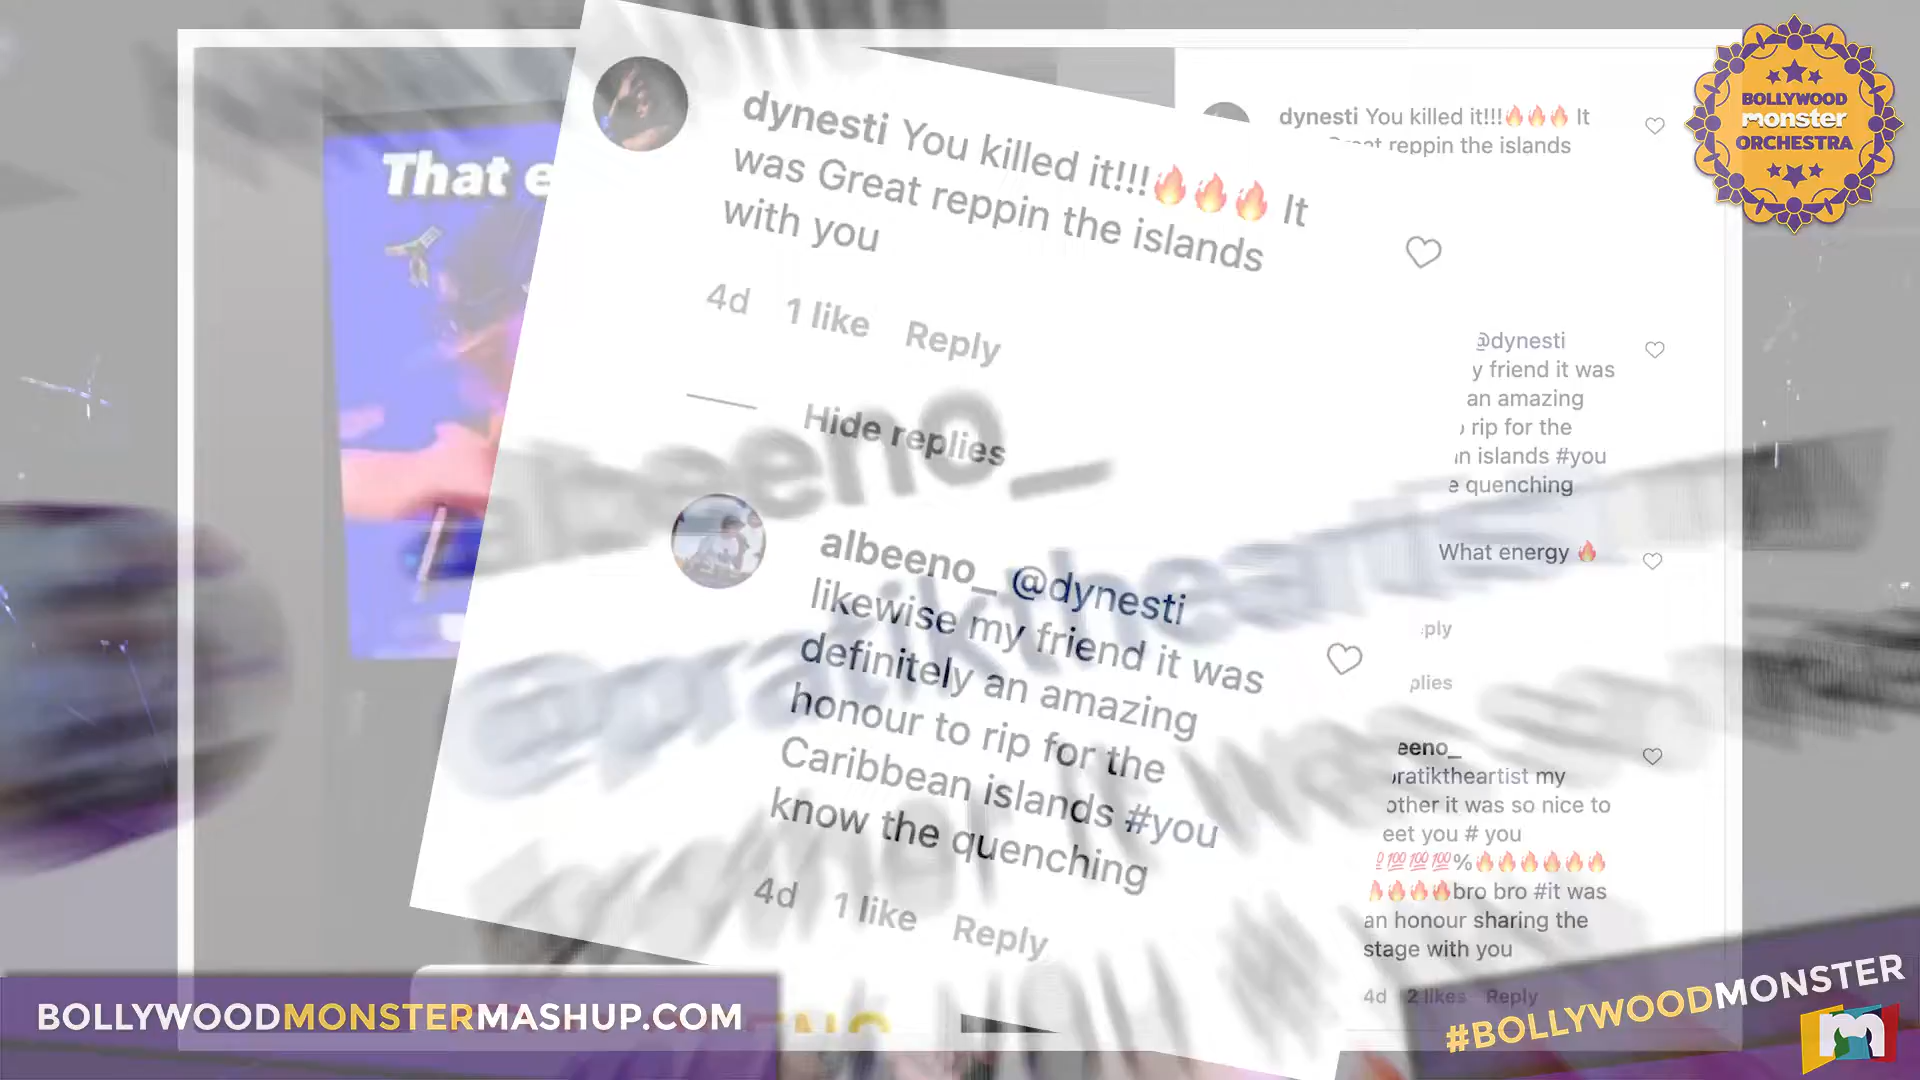 That e
dynesti You killed it!!!🔥🔥🔥 It
was Great reppin the islands
with you
4d 1 like Reply
Hide replies
albeeno_ @dynesti
likewise my friend it was
definitely an amazing
honour to rip for the
Caribbean islands #you
know the quenching
4d 1 like Reply
beeno_
@pratiktheartist
dynesti You killed it!!!🔥🔥🔥 It
reppin the islands
@dynesti
y friend it was
an amazing
rip for the
n islands #you
e quenching
What energy 🔥
ply
plies
eeno_
ratiktheartist my
other it was so nice to
eet you # you
💯💯💯%🔥🔥🔥🔥🔥🔥
🔥🔥🔥🔥bro bro #it was
an honour sharing the
stage with you
4d 2 likes Reply
BOLLYWOOD
monster
ORCHESTRA
BOLLYWOODMONSTERMASHUP.COM
#BOLLYWOODMONSTER
m